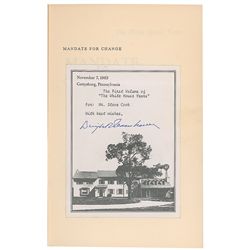 MANDATE FOR CHANGE
November 7, 1963
Gettysburg, Pennsylvania
The First Volume of
"The White House Years"
for: Mr. Steve Cook
With best wishes,
Dwight D. Eisenhower